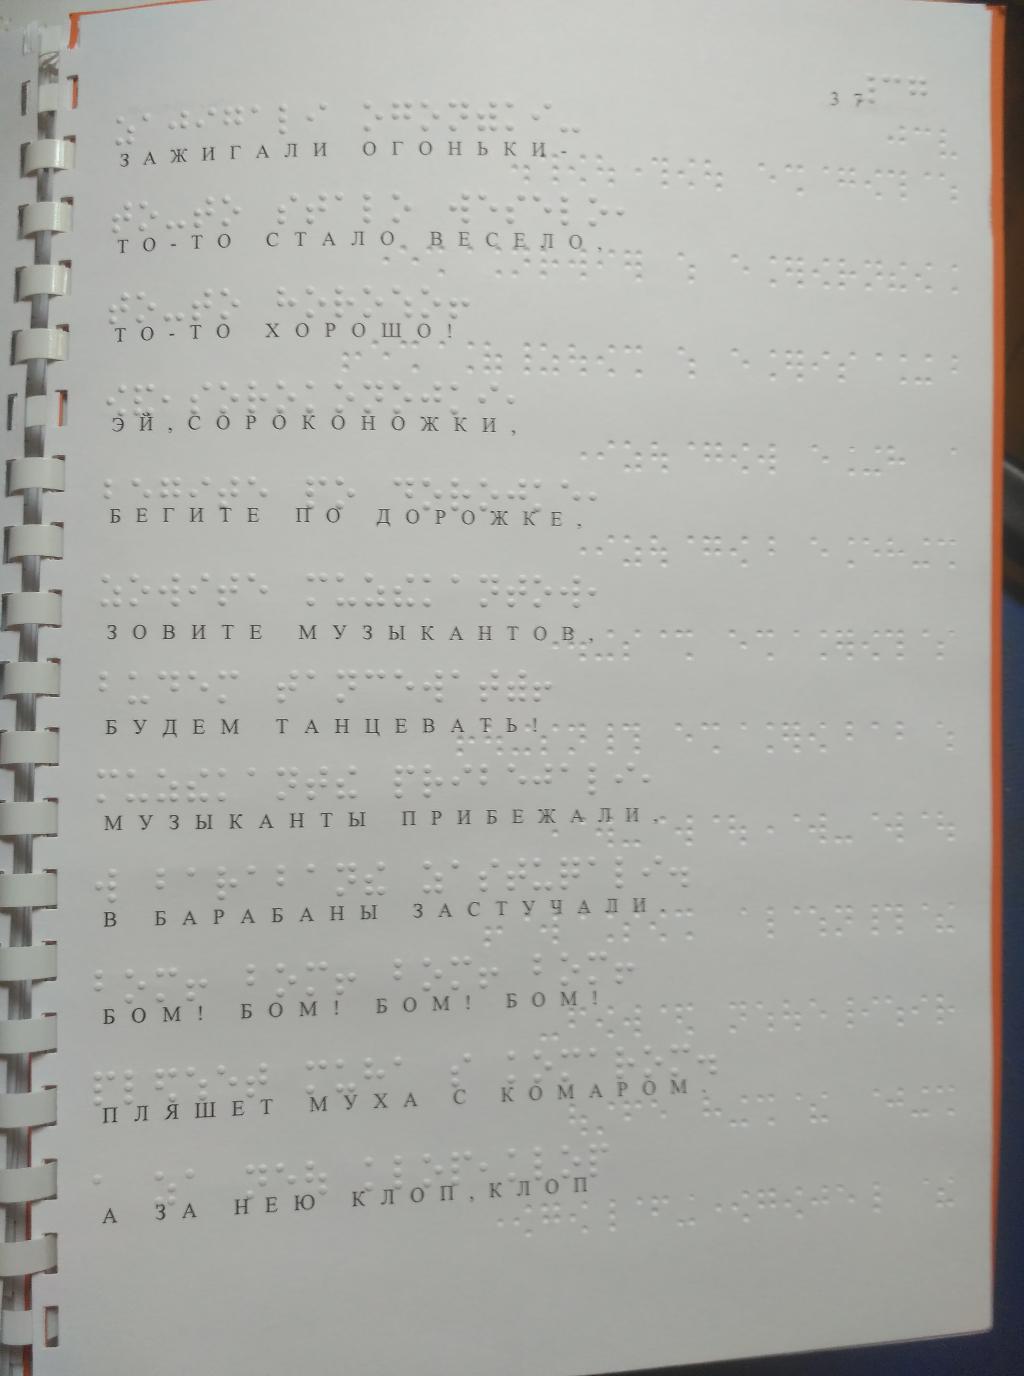 37
ЗАЖИГАЛИ ОГОНЬКИ-
ТО-ТО СТАЛО ВЕСЕЛО,
ТО-ТО ХОРОШО!
ЭЙ,СОРОКОНОЖКИ,
БЕГИТЕ ПО ДОРОЖКЕ,
ЗОВИТЕ МУЗЫКАНТОВ,
БУДЕМ ТАНЦЕВАТЬ!
МУЗЫКАНТЫ ПРИБЕЖАЛИ,
В БАРАБАНЫ ЗАСТУЧАЛИ.
БОМ! БОМ! БОМ! БОМ!
ПЛЯШЕТ МУХА С КОМАРОМ.
А ЗА НЕЮ КЛОП,КЛОП